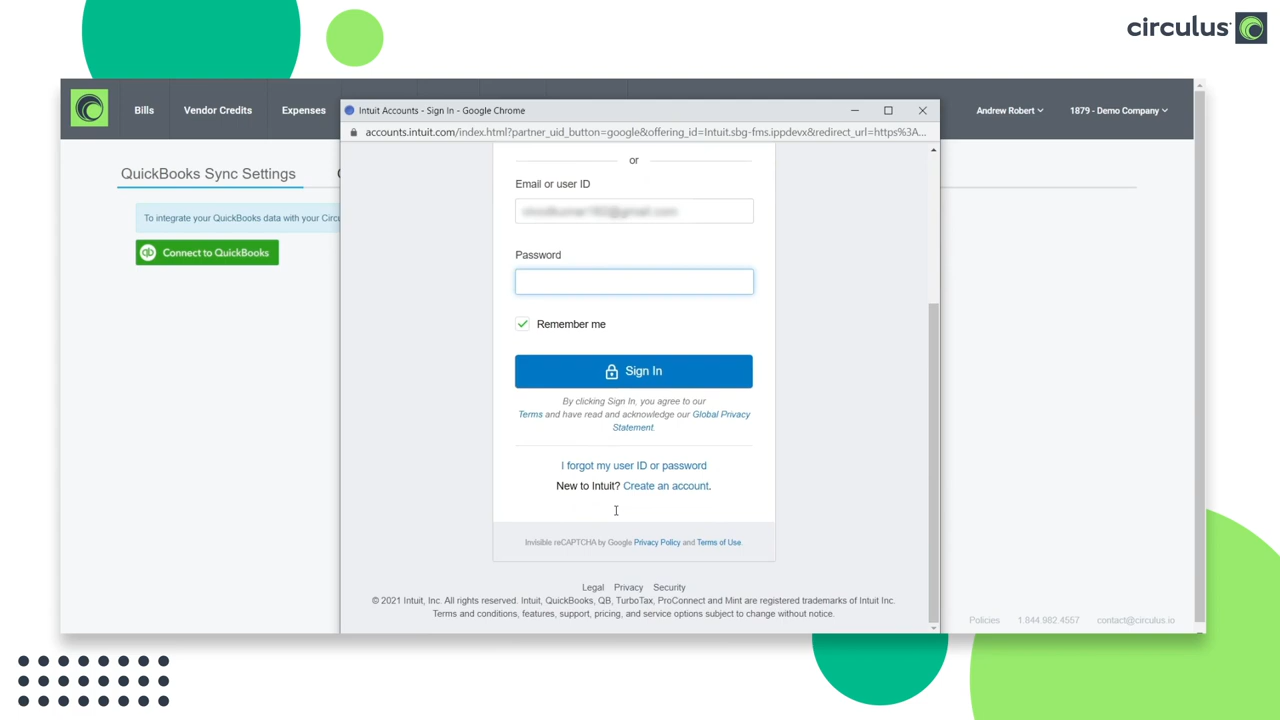 circulus
Bills
Vendor Credits
Expenses
Intuit Accounts - Sign In - Google Chrome
Andrew Robert
1879 - Demo Company
accounts.intuit.com/index.html?partner_uid_button=google&offering_id=Intuit.sbg-fms.ippdevx&redirect_url=https%3A...
QuickBooks Sync Settings
To integrate your QuickBooks data with your Circu
qb Connect to QuickBooks
or
Email or user ID
Password
Remember me
Sign In
By clicking Sign In, you agree to our
Terms and have read and acknowledge our Global Privacy
Statement.
I forgot my user ID or password
New to Intuit? Create an account.
Invisible reCAPTCHA by Google Privacy Policy and Terms of Use.
Legal Privacy Security
© 2021 Intuit, Inc. All rights reserved. Intuit, QuickBooks, QB, TurboTax, ProConnect and Mint are registered trademarks of Intuit Inc.
Terms and conditions, features, support, pricing, and service options subject to change without notice.
Policies
1.844.982.4557
contact@circulus.io